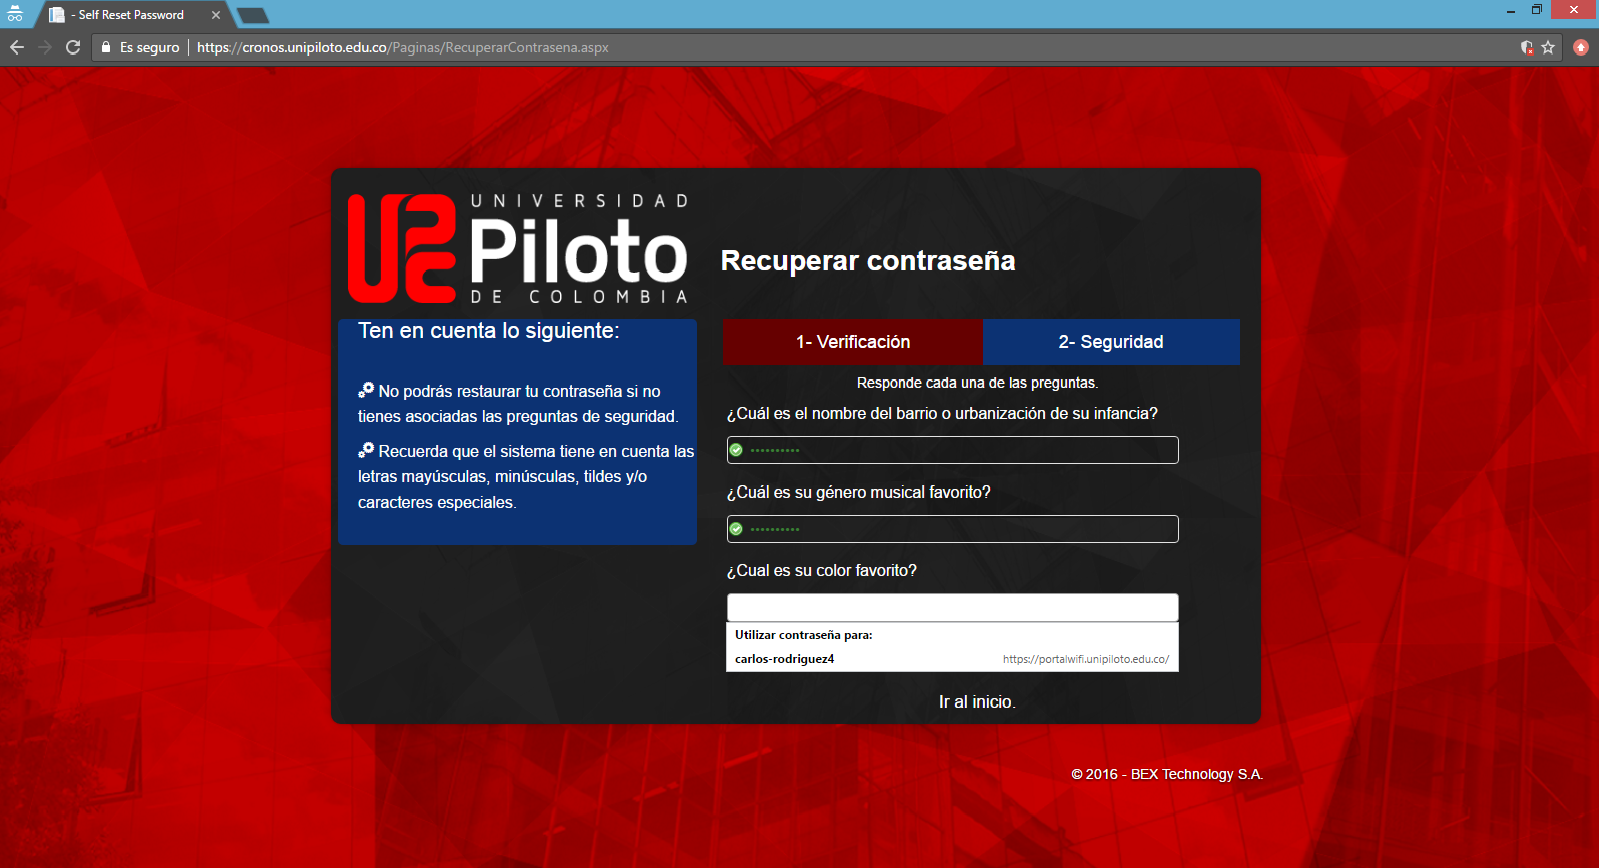 - Self Reset Password
Es seguro
https://cronos.unipiloto.edu.co/Paginas/RecuperarContrasena.aspx
UNIVERSIDAD
Piloto
DE COLOMBIA
Recuperar contraseña
Ten en cuenta lo siguiente:
No podrás restaurar tu contraseña si no
tienes asociadas las preguntas de seguridad.
Recuerda que el sistema tiene en cuenta las
letras mayúsculas, minúsculas, tildes y/o
caracteres especiales.
1- Verificación
2- Seguridad
Responde cada una de las preguntas.
¿Cuál es el nombre del barrio o urbanización de su infancia?
••••••••••
¿Cuál es su género musical favorito?
••••••••••
¿Cual es su color favorito?
Utilizar contraseña para:
carlos-rodriguez4 https://portalwifi.unipiloto.edu.co/
Ir al inicio.
© 2016 - BEX Technology S.A.